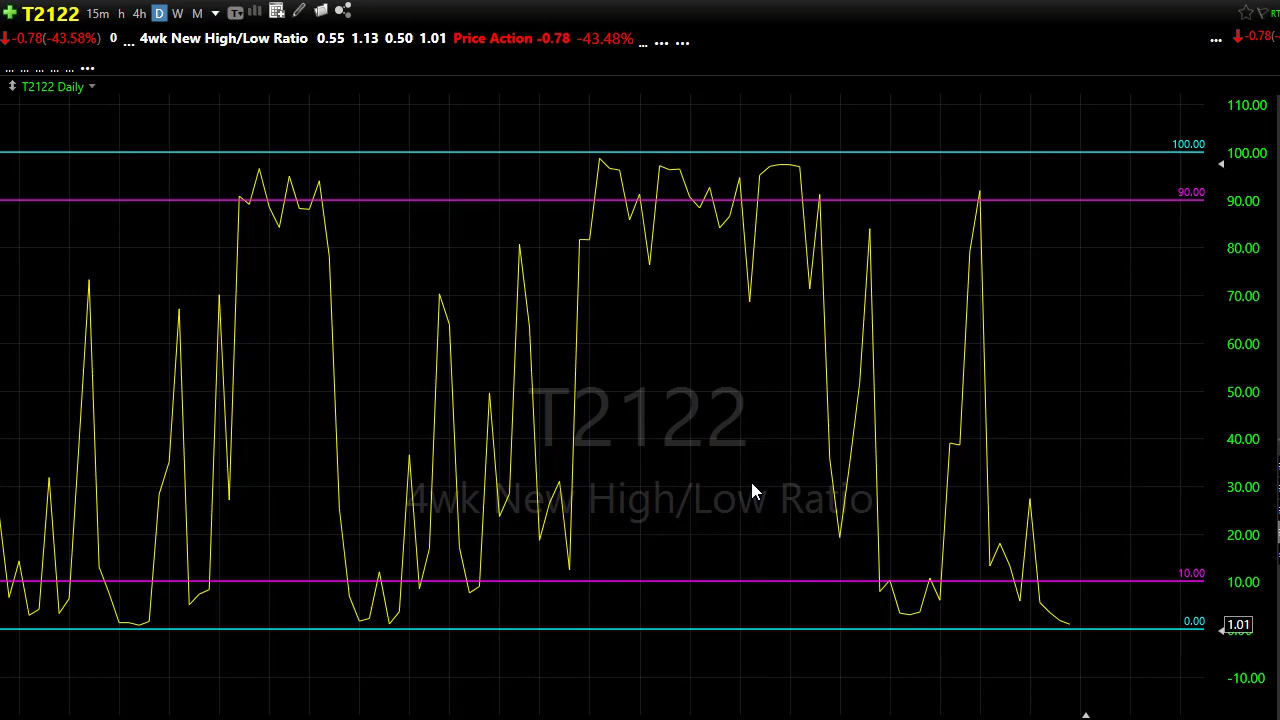 T2122 15m h 4h D W M T
-0.78(-43.58%) 0 ... 4wk New High/Low Ratio 0.55 1.13 0.50 1.01 Price Action -0.78 -43.48% ... ... ... ... -0.78(-
... ... ... ... ... ...
T2122 Daily
110.00
100.00 100.00
90.00 90.00
80.00
70.00
60.00
50.00
T2122
40.00
30.00
4wk New High/Low Ratio
20.00
10.00 10.00
0.00 1.01
-10.00